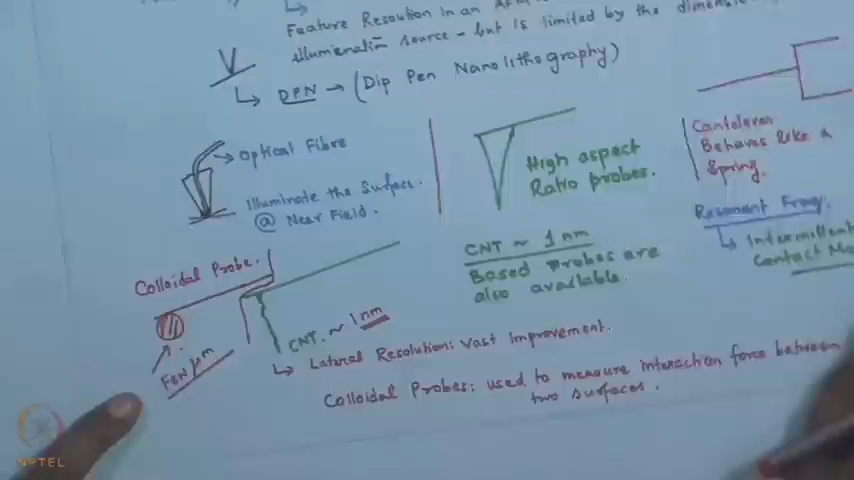 Feature Resolution in an AFM
illumination source - but is limited by the
DPN → (Dip Pen Nanolithography)
Optical Fibre
Illuminate the Surface
@ Near Field.
High aspect
Ratio probes.
Cantilever
Behaves like a
Spring.
Resonant Freqy.
Intermittent
Contact
CNT ~ 1 nm
Based probes are
also available.
Colloidal Probe.
Few μm
CNT. ~ 1 nm
Lateral Resolution: Vast improvement.
Colloidal Probes: used to measure interaction force between
two surfaces.
NPTEL